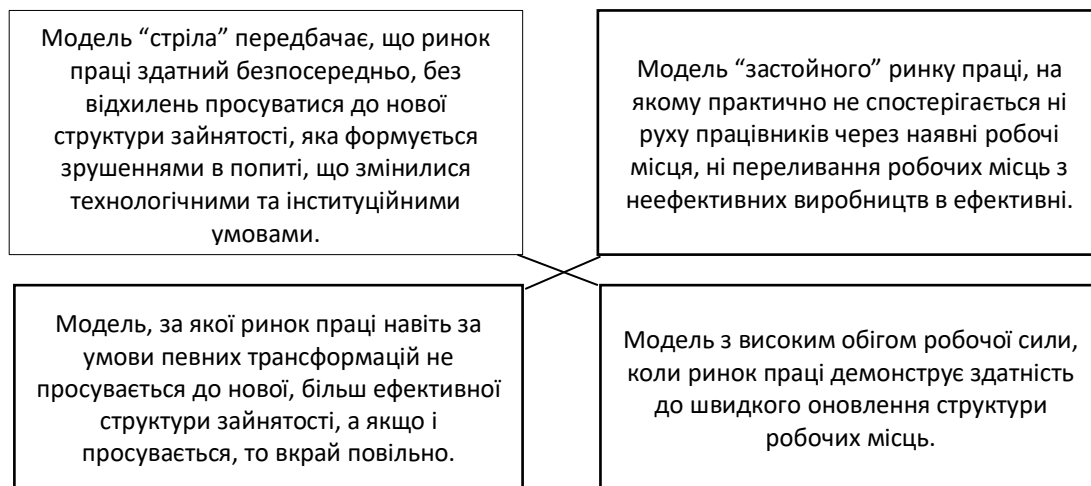 Модель “стріла” передбачає, що ринок
праці здатний безпосередньо, без
відхилень просуватися до нової
структури зайнятості, яка формується
зрушеннями в попиті, що змінилися
технологічними та інституційними
умовами.
Модель “застойного” ринку праці, на
якому практично не спостерігається ні
руху працівників через наявні робочі
місця, ні переливання робочих місць з
неефективних виробництв в ефективні.
Модель, за якої ринок праці навіть за
умови певних трансформацій не
просувається до нової, більш ефективної
структури зайнятості, а якщо і
просувається, то вкрай повільно.
Модель з високим обігом робочої сили,
коли ринок праці демонструє здатність
до швидкого оновлення структури
робочих місць.